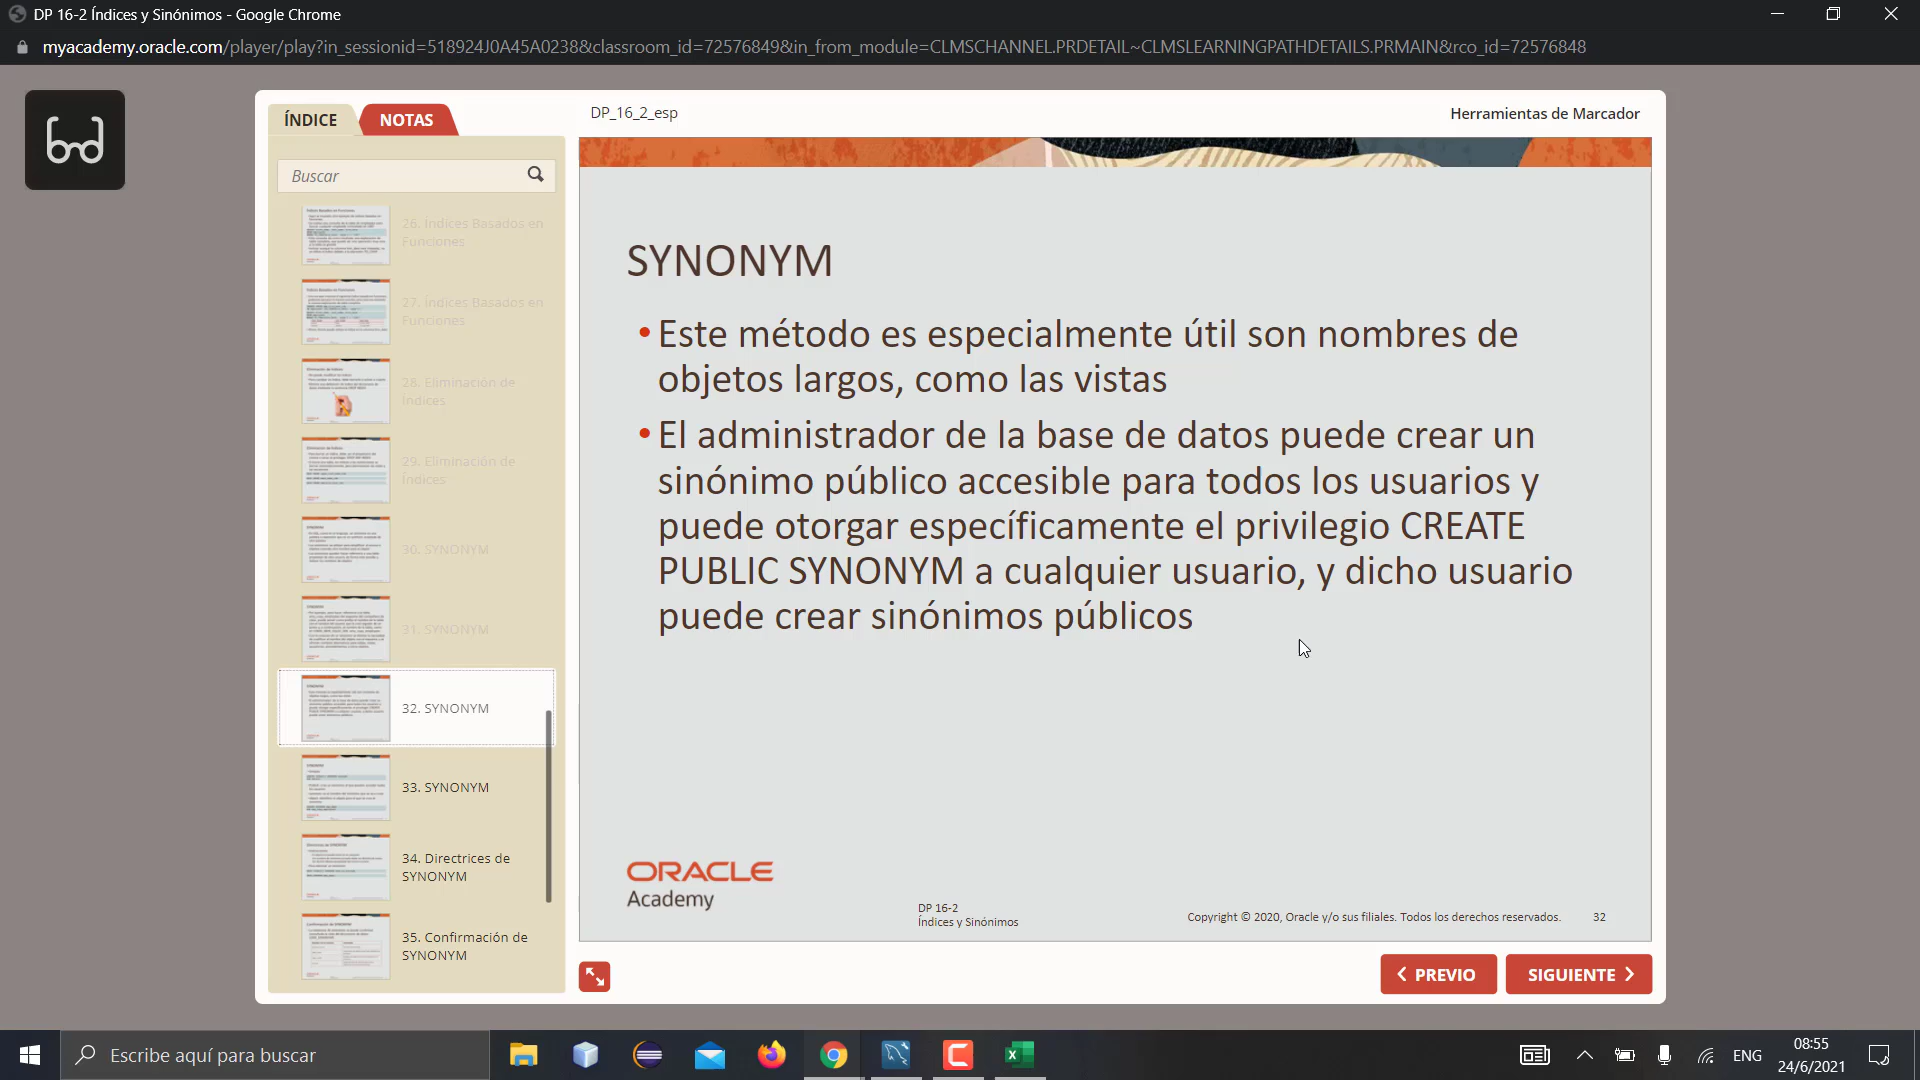 DP 16-2 Índices y Sinónimos - Google Chrome
myacademy.oracle.com/player/play?in_sessionid=518924J0A45A0238&classroom_id=72576849&in_from_module=CLMSCHANNEL.PRDETAIL~CLMSLEARNINGPATHDETAILS.PRMAIN&rco_id=72576848
ÍNDICE
NOTAS
DP_16_2_esp
Herramientas de Marcador
Buscar
26. Índices Basados en
Funciones
27. Índices Basados en
Funciones
28. Eliminación de
Índices
29. Eliminación de
Índices
30. SYNONYM
31. SYNONYM
32. SYNONYM
33. SYNONYM
34. Directrices de
SYNONYM
35. Confirmación de
SYNONYM
SYNONYM
• Este método es especialmente útil son nombres de
objetos largos, como las vistas
• El administrador de la base de datos puede crear un
sinónimo público accesible para todos los usuarios y
puede otorgar específicamente el privilegio CREATE
PUBLIC SYNONYM a cualquier usuario, y dicho usuario
puede crear sinónimos públicos
ORACLE
Academy
DP 16-2
Índices y Sinónimos
Copyright © 2020, Oracle y/o sus filiales. Todos los derechos reservados.
32
PREVIO
SIGUIENTE
Escribe aquí para buscar
ENG
08:55
24/6/2021